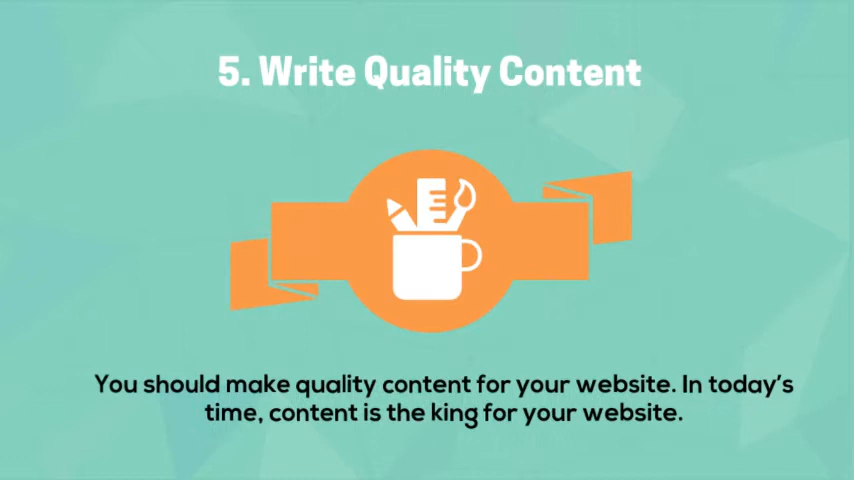 5. Write Quality Content
You should make quality content for your website. In today's
time, content is the king for your website.